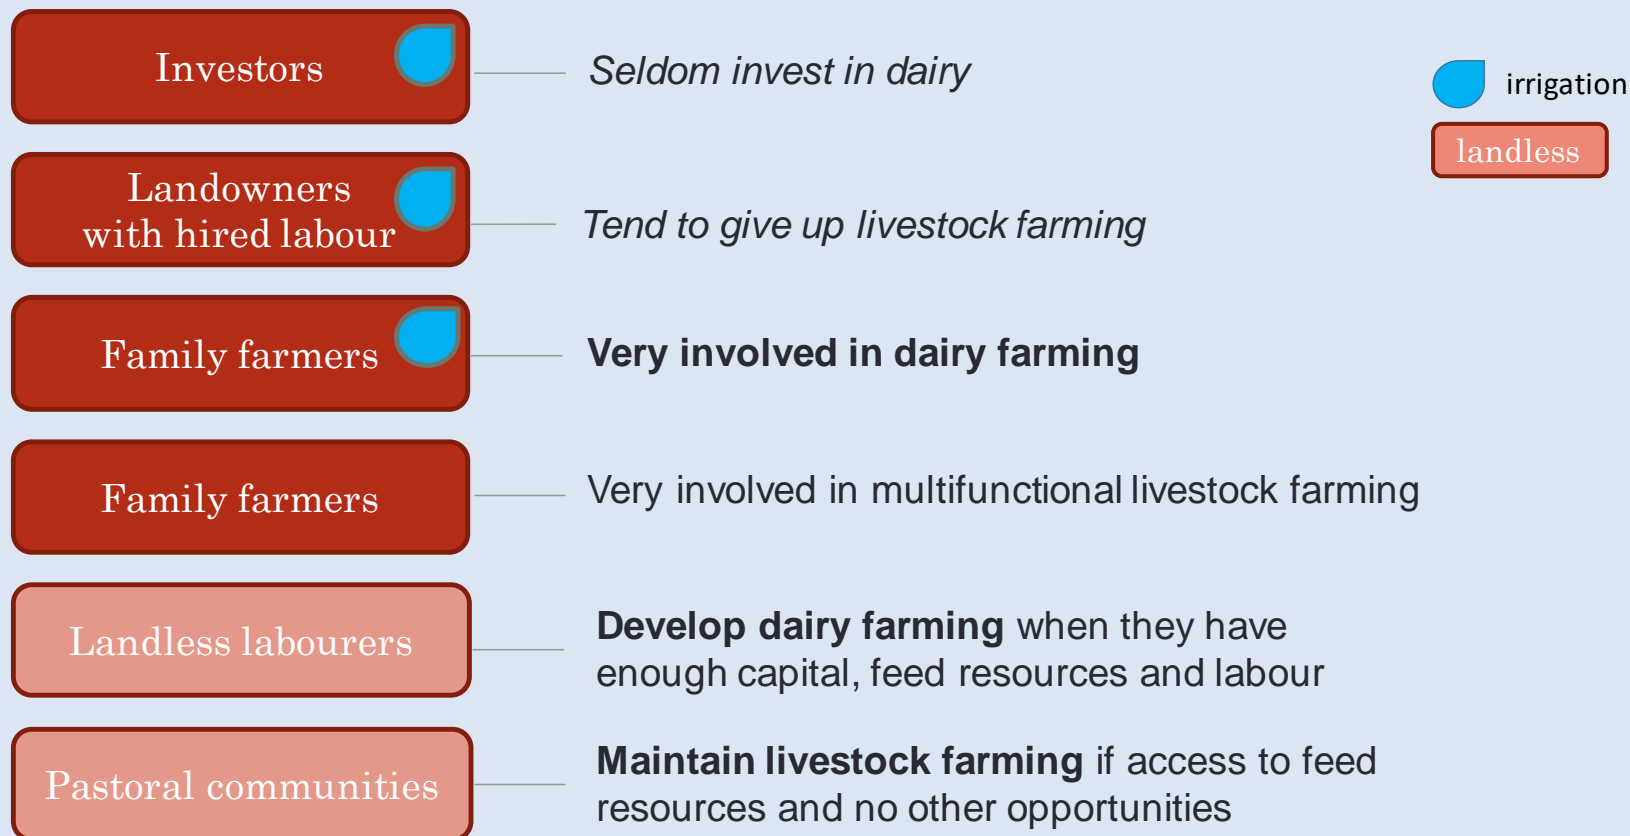 Investors
Seldom invest in dairy
irrigation
landless
Landowners
with hired labour
Tend to give up livestock farming
Family farmers
Very involved in dairy farming
Family farmers
Very involved in multifunctional livestock farming
Landless labourers
Develop dairy farming when they have
enough capital, feed resources and labour
Pastoral communities
Maintain livestock farming if access to feed
resources and no other opportunities